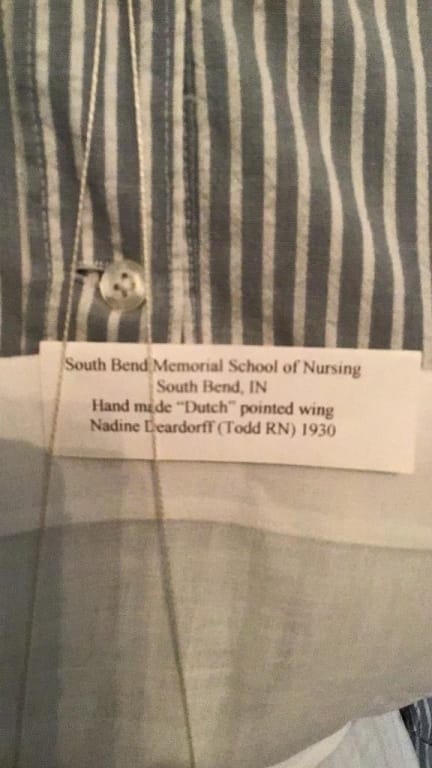 South Bend Memorial School of Nursing
South Bend, IN
Hand made “Dutch” pointed wing
Nadine Deardorff (Todd RN) 1930